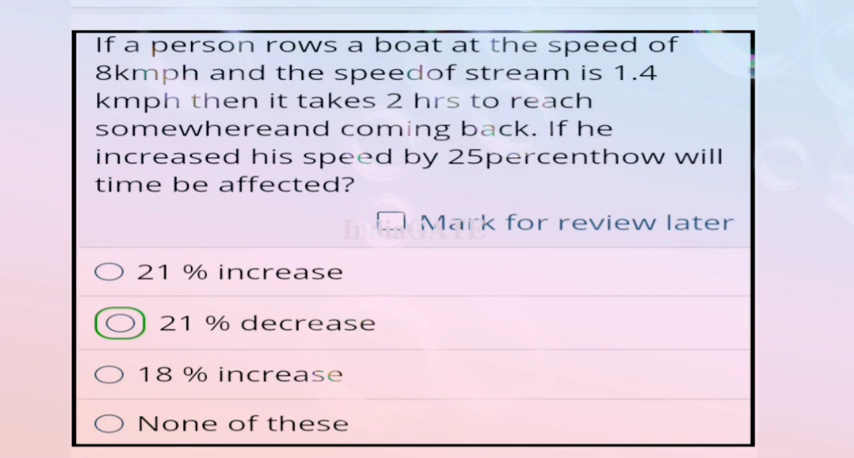 If a person rows a boat at the speed of
8kmph and the speedof stream is 1.4
kmph then it takes 2 hrs to reach
somewhereand coming back. If he
increased his speed by 25percenthow will
time be affected?
Mark for review later
IndiaGATE
21 % increase
21 % decrease
18 % increase
None of these